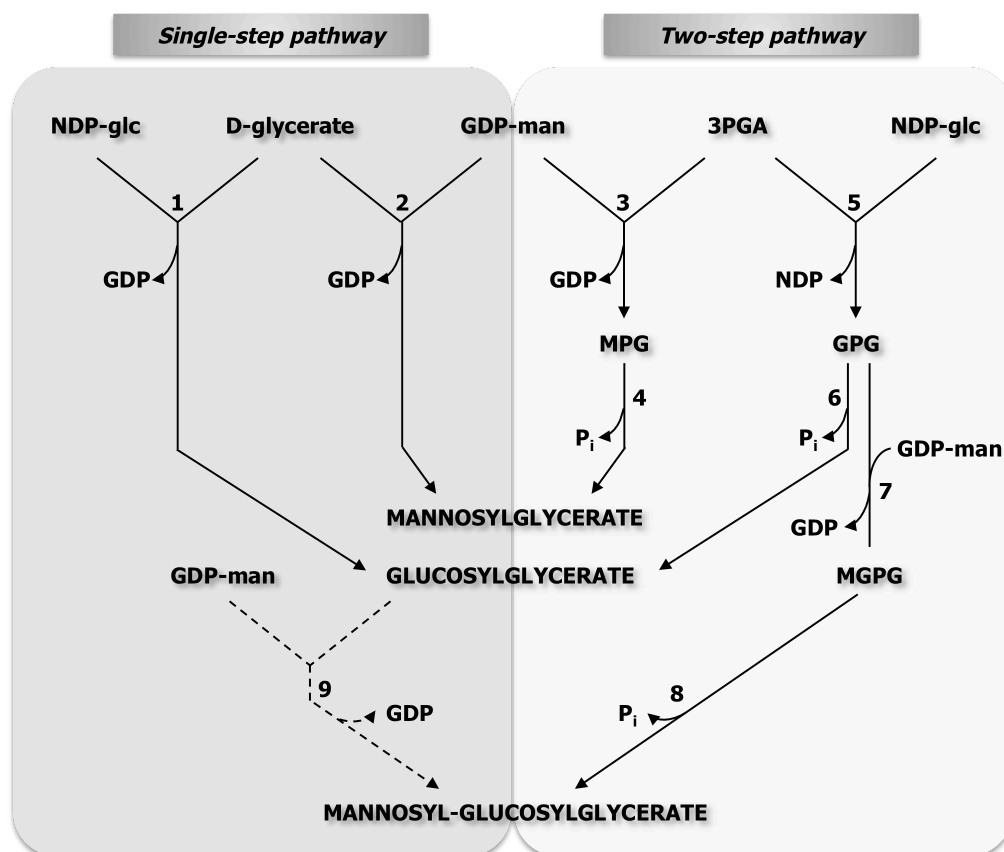 Single-step pathway
Two-step pathway
NDP-glc
D-glycerate
GDP-man
3PGA
NDP-glc
1
2
3
5
GDP
GDP
GDP
NDP
MPG
GPG
4
6
Pi
Pi
GDP-man
7
GDP
MANNOSYLGLYCERATE
GDP-man
GLUCOSYLGLYCERATE
MGPG
9
8
GDP
Pi
MANNOSYL-GLUCOSYLGLYCERATE